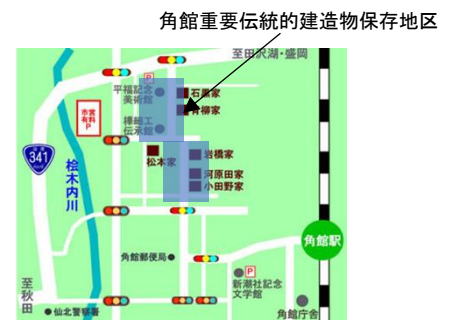 角館重要伝統的建造物保存地区
至田沢湖・盛岡
P
平福記念
美術館
石黒家
青柳家
市営
有料
P
樺細工
伝承館
341
桧木内川
松本家
岩橋家
河原田家
小田野家
角館駅
角館郵便局
P
新潮社記念
文学館
至秋田
仙北警察署
角館庁舎